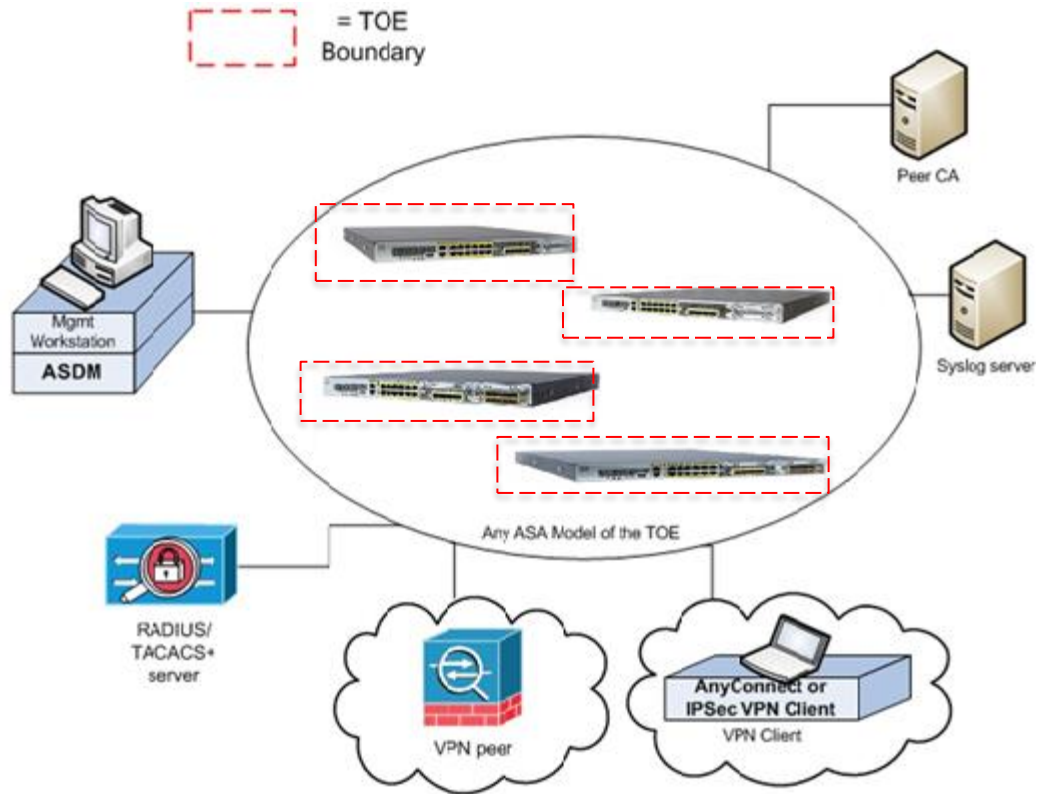 = TOE
Boundary
Peer CA
Mgmt
Workstation
ASDM
Syslog server
Any ASA Model of the TOE
RADIUS/
TACACS+
server
VPN peer
AnyConnect or
IPSec VPN Client
VPN Client